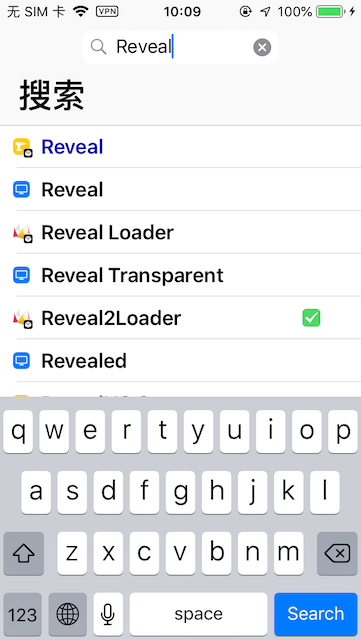 无 SIM 卡 VPN 10:09 100%
Reveal
搜索
Reveal
Reveal
Reveal Loader
Reveal Transparent
Reveal2Loader
Revealed
q w e r t y u i o p
a s d f g h j k l
z x c v b n m
123 space Search